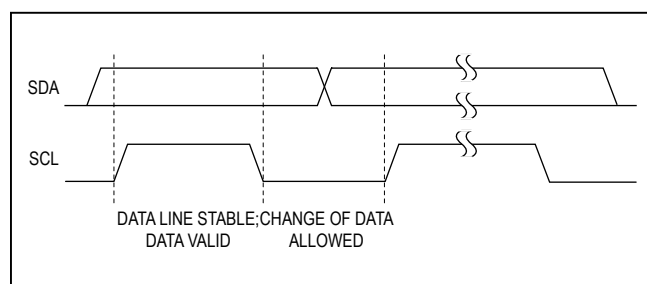 SDA
SCL
DATA LINE STABLE;CHANGE OF DATA
DATA VALID ALLOWED